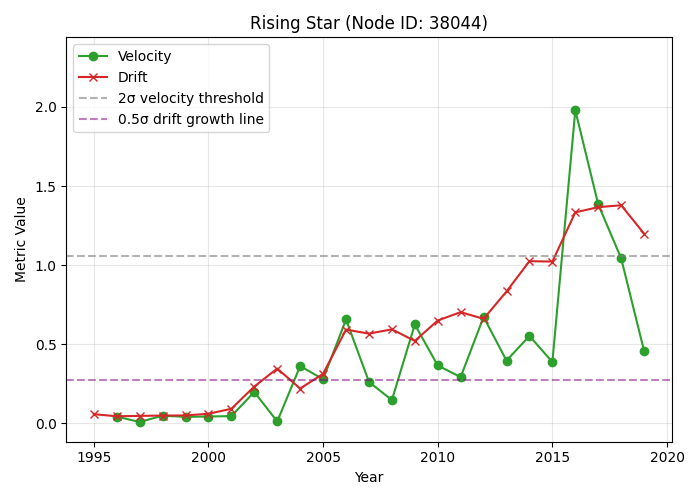 Rising Star (Node ID: 38044)
Velocity
Drift
2σ velocity threshold
0.5σ drift growth line
Metric Value
2.0
1.5
1.0
0.5
0.0
1995 2000 2005 2010 2015 2020
Year